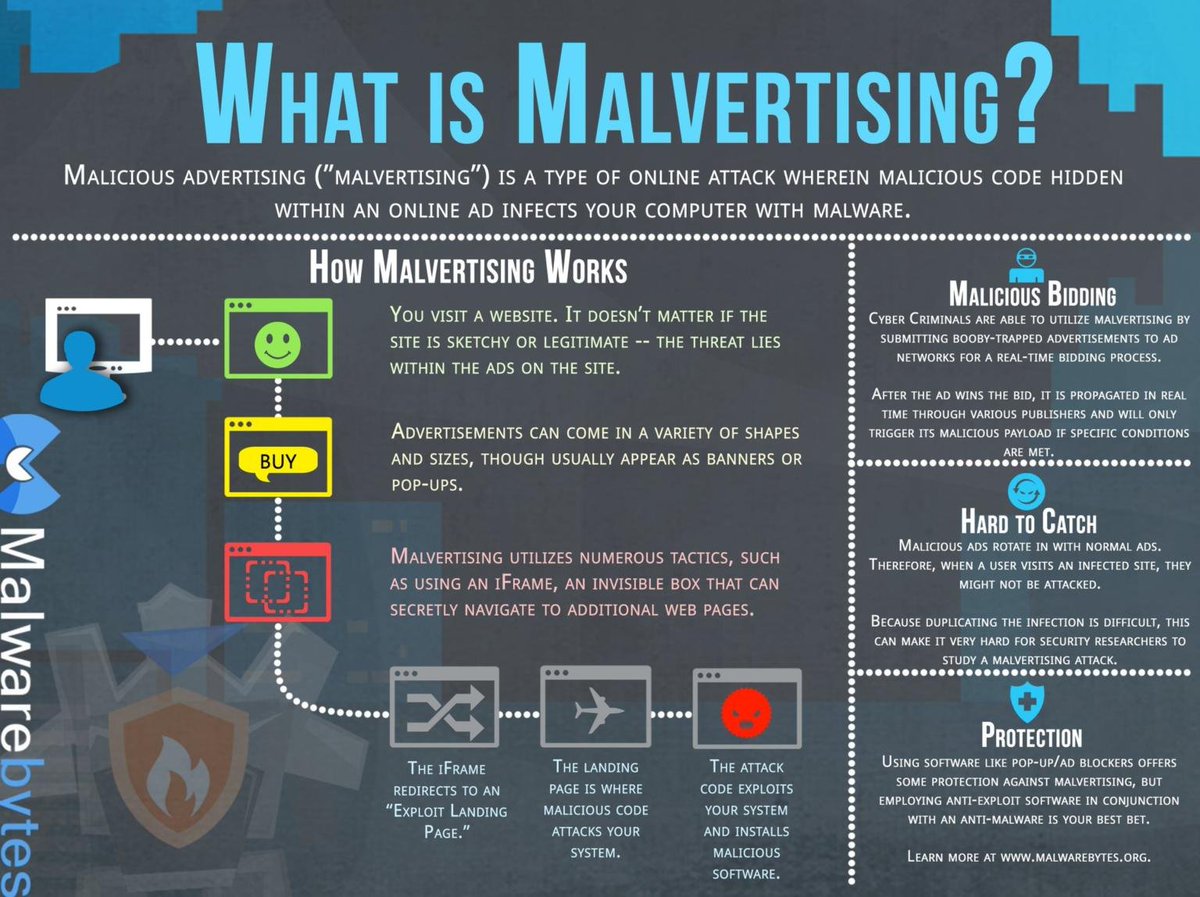 What is Malvertising?
Malicious advertising ("malvertising") is a type of online attack wherein malicious code hidden
within an online ad infects your computer with malware.
How Malvertising Works
You visit a website. It doesn't matter if the
site is sketchy or legitimate -- the threat lies
within the ads on the site.
BUY
Advertisements can come in a variety of shapes
and sizes, though usually appear as banners or
pop-ups.
Malvertising utilizes numerous tactics, such
as using an iFrame, an invisible box that can
secretly navigate to additional web pages.
The iFrame
redirects to an
"Exploit Landing
Page."
The landing
page is where
malicious code
attacks your
system.
The attack
code exploits
your system
and installs
malicious
software.
Malicious Bidding
Cyber Criminals are able to utilize malvertising by
submitting booby-trapped advertisements to ad
networks for a real-time bidding process.
After the ad wins the bid, it is propagated in real
time through various publishers and will only
trigger its malicious payload if specific conditions
are met.
Hard to Catch
Malicious ads rotate in with normal ads.
Therefore, when a user visits an infected site, they
might not be attacked.
Because duplicating the infection is difficult, this
can make it very hard for security researchers to
study a malvertising attack.
Protection
Using software like pop-up/ad blockers offers
some protection against malvertising, but
employing anti-exploit software in conjunction
with an anti-malware is your best bet.
Learn more at www.malwarebytes.org.
Malwarebytes